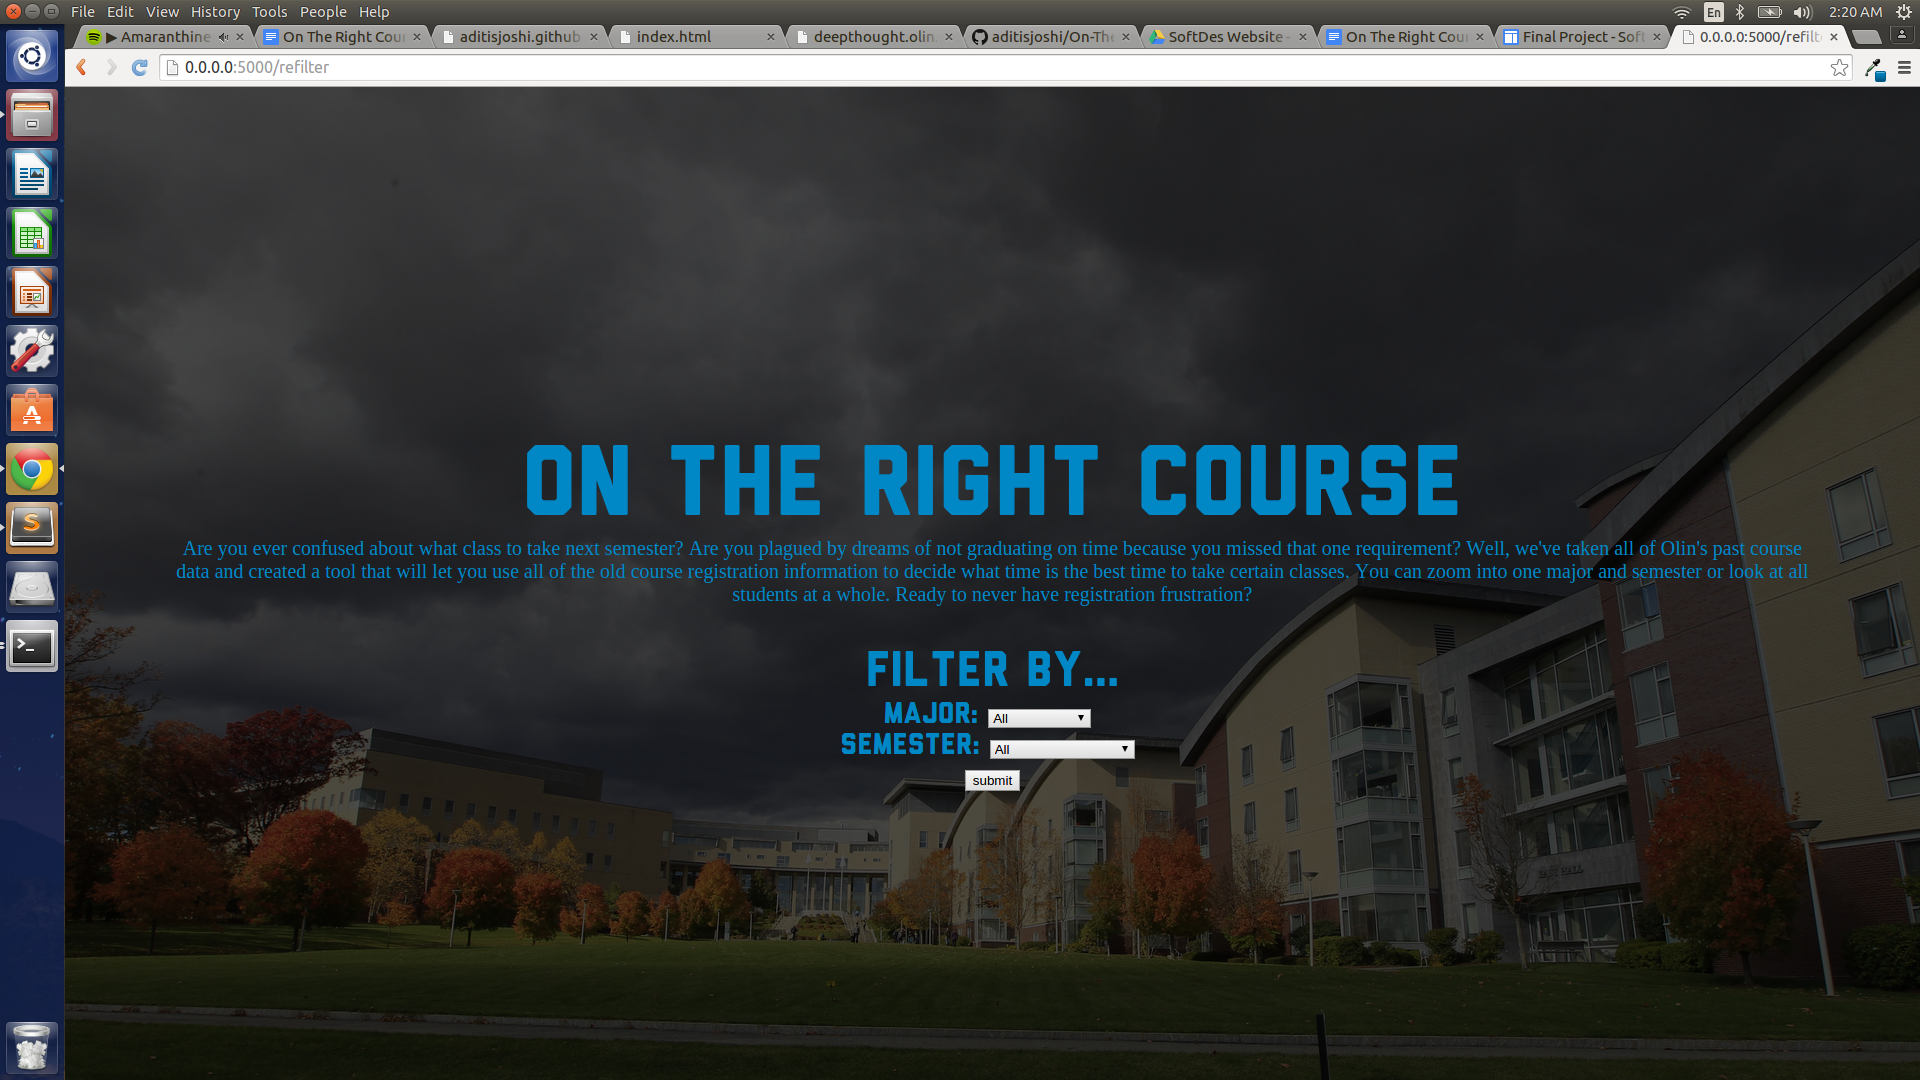 File Edit View History Tools People Help
En
2:20 AM
▶ Amaranthine
On The Right Cou
aditisjoshi.github
index.html
deepthought.olin.
aditisjoshi/On-The
SoftDes Website -
On The Right Cou
Final Project - Soft
0.0.0.0:5000/refilt
0.0.0.0:5000/refilter
ON THE RIGHT COURSE
Are you ever confused about what class to take next semester? Are you plagued by dreams of not graduating on time because you missed that one requirement? Well, we've taken all of Olin's past course
data and created a tool that will let you use all of the old course registration information to decide what time is the best time to take certain classes. You can zoom into one major and semester or look at all
students at a whole. Ready to never have registration frustration?
FILTER BY...
MAJOR: All
SEMESTER: All
submit